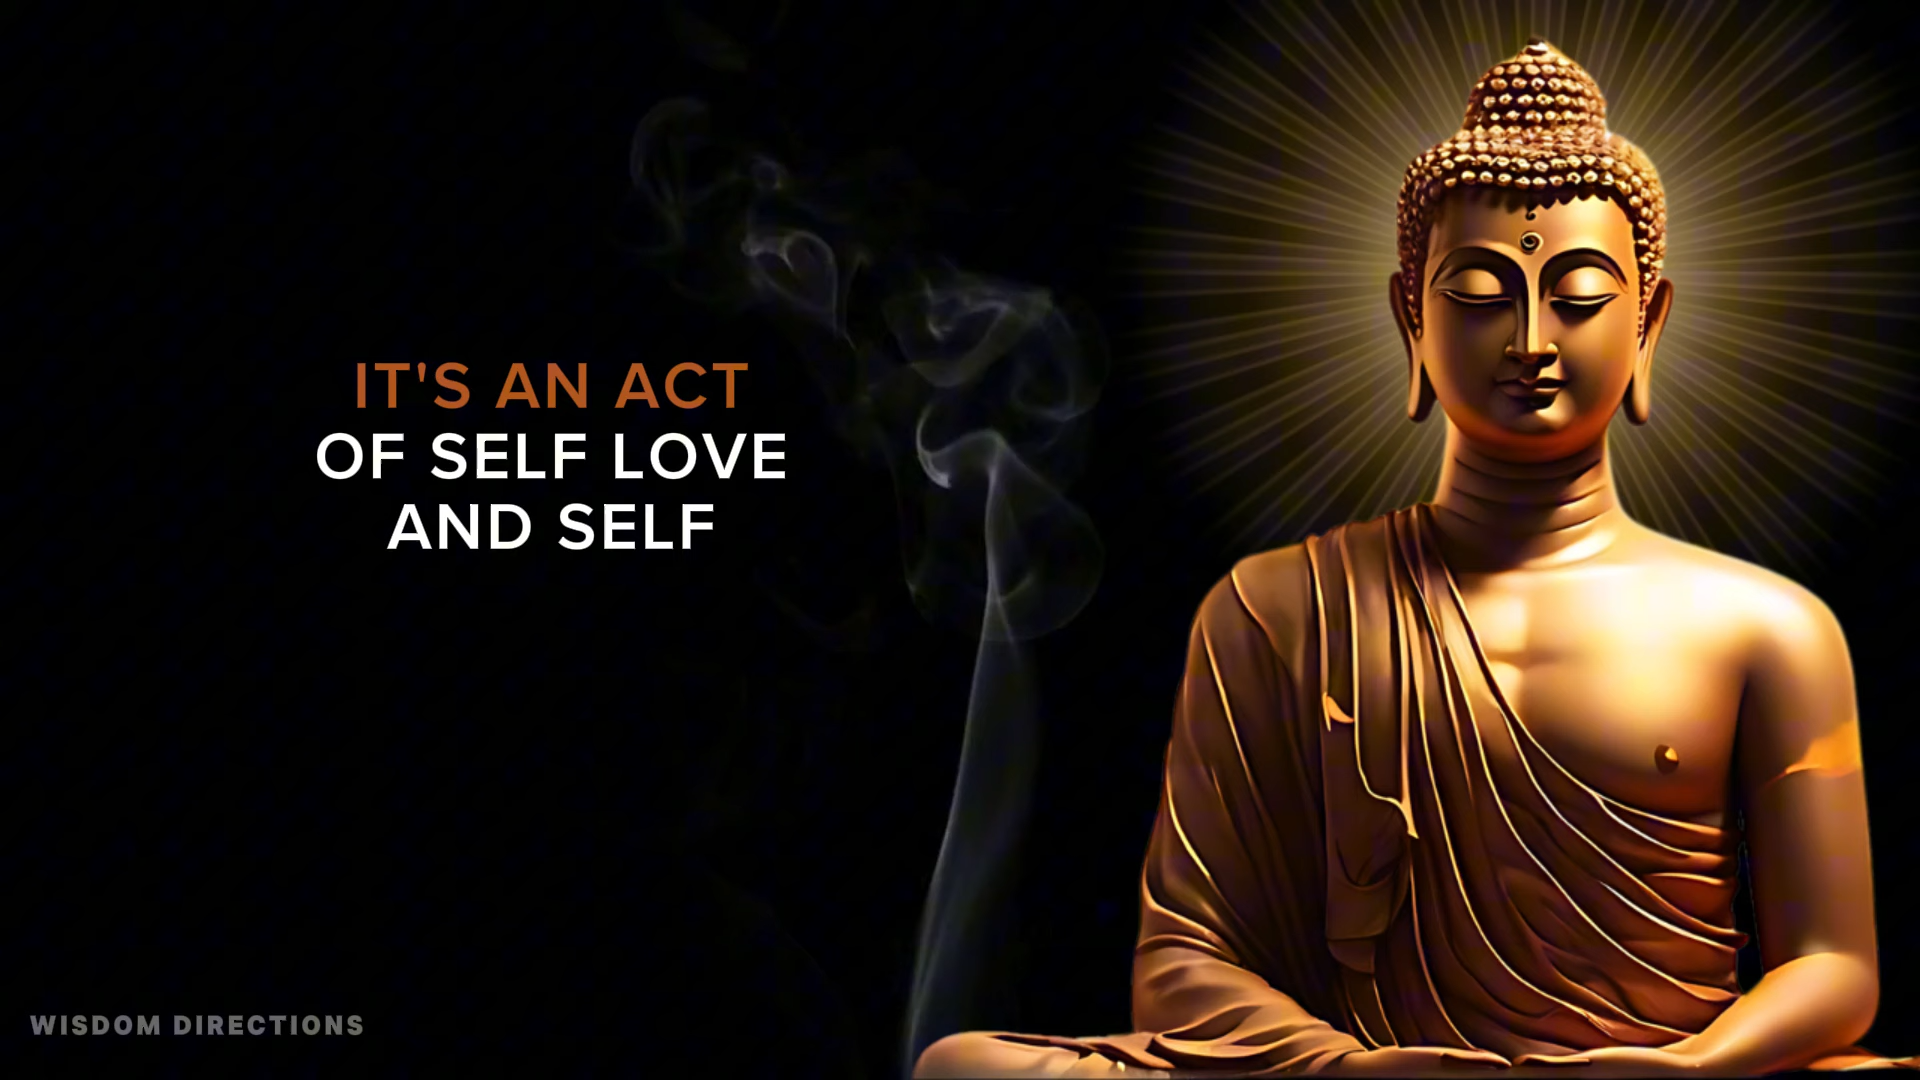 IT'S AN ACT
OF SELF LOVE
AND SELF
WISDOM DIRECTIONS